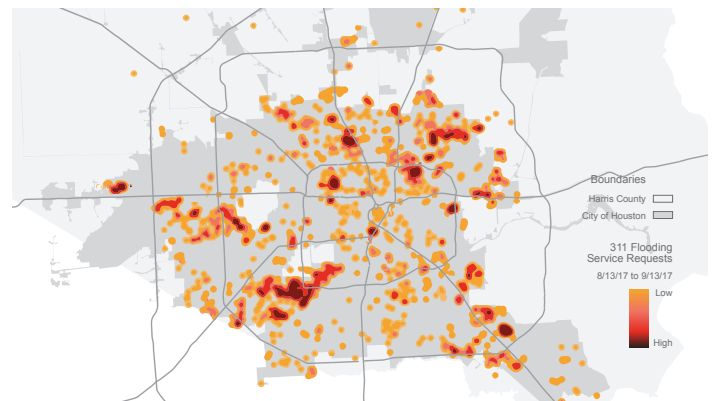 Boundaries
Harris County
City of Houston
311 Flooding
Service Requests
8/13/17 to 9/13/17
Low
High